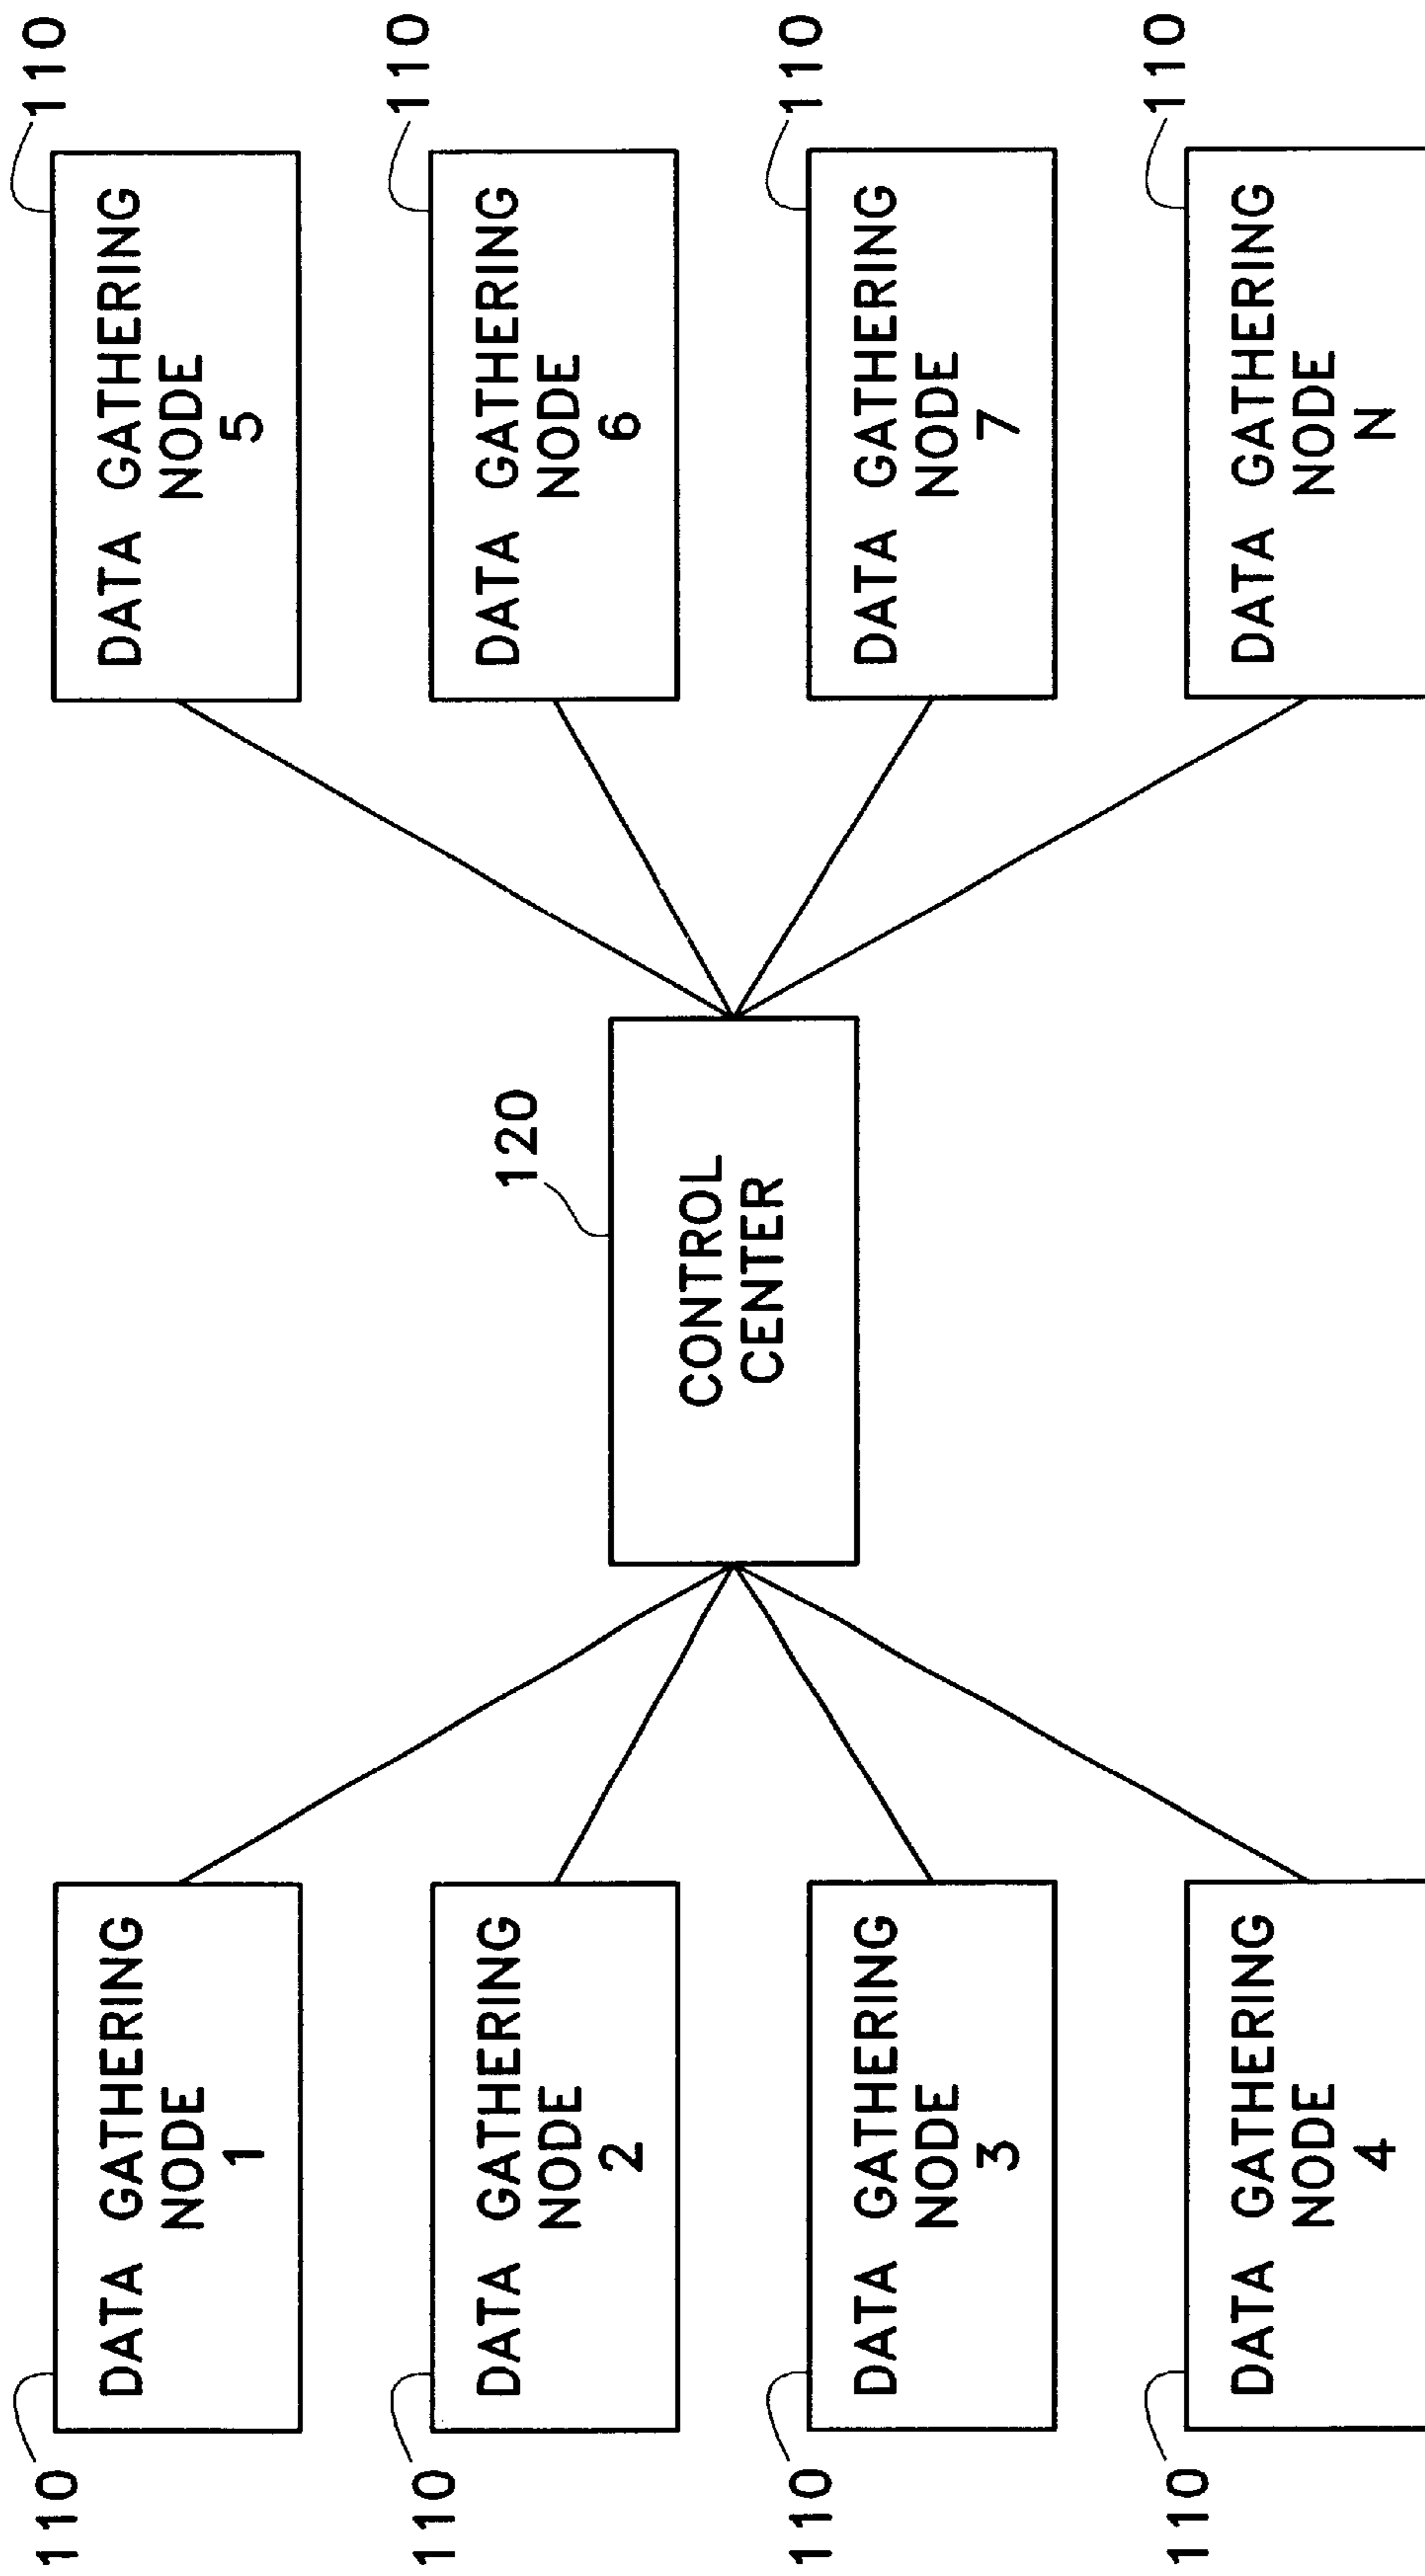 110
DATA GATHERING
NODE
1
110
DATA GATHERING
NODE
2
110
DATA GATHERING
NODE
3
110
DATA GATHERING
NODE
4
120
CONTROL
CENTER
110
DATA GATHERING
NODE
5
110
DATA GATHERING
NODE
6
110
DATA GATHERING
NODE
7
110
DATA GATHERING
NODE
N